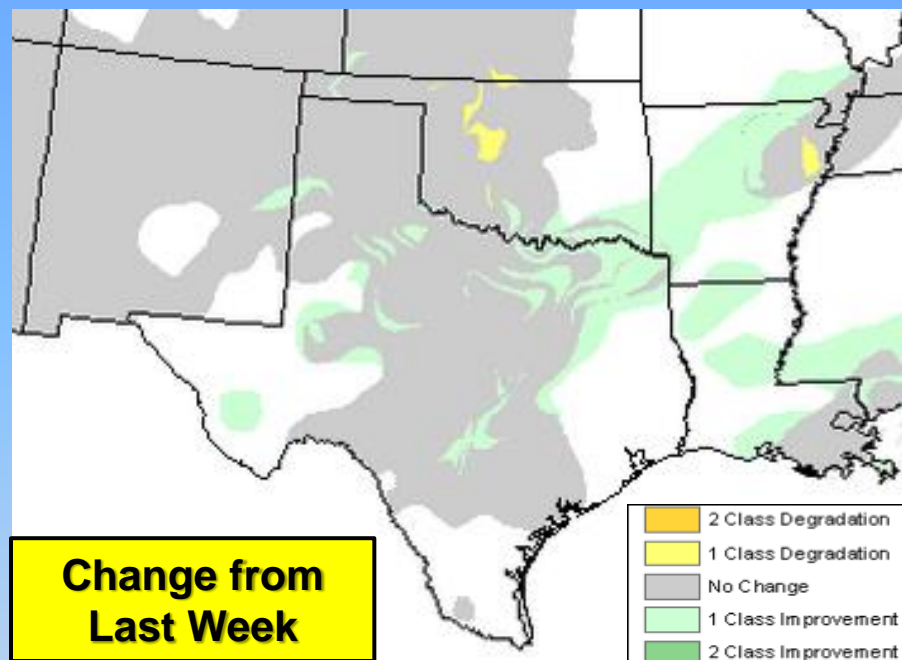 2 Class Degradation
1 Class Degradation
No Change
1 Class Improvement
2 Class Improvement
Change from
Last Week